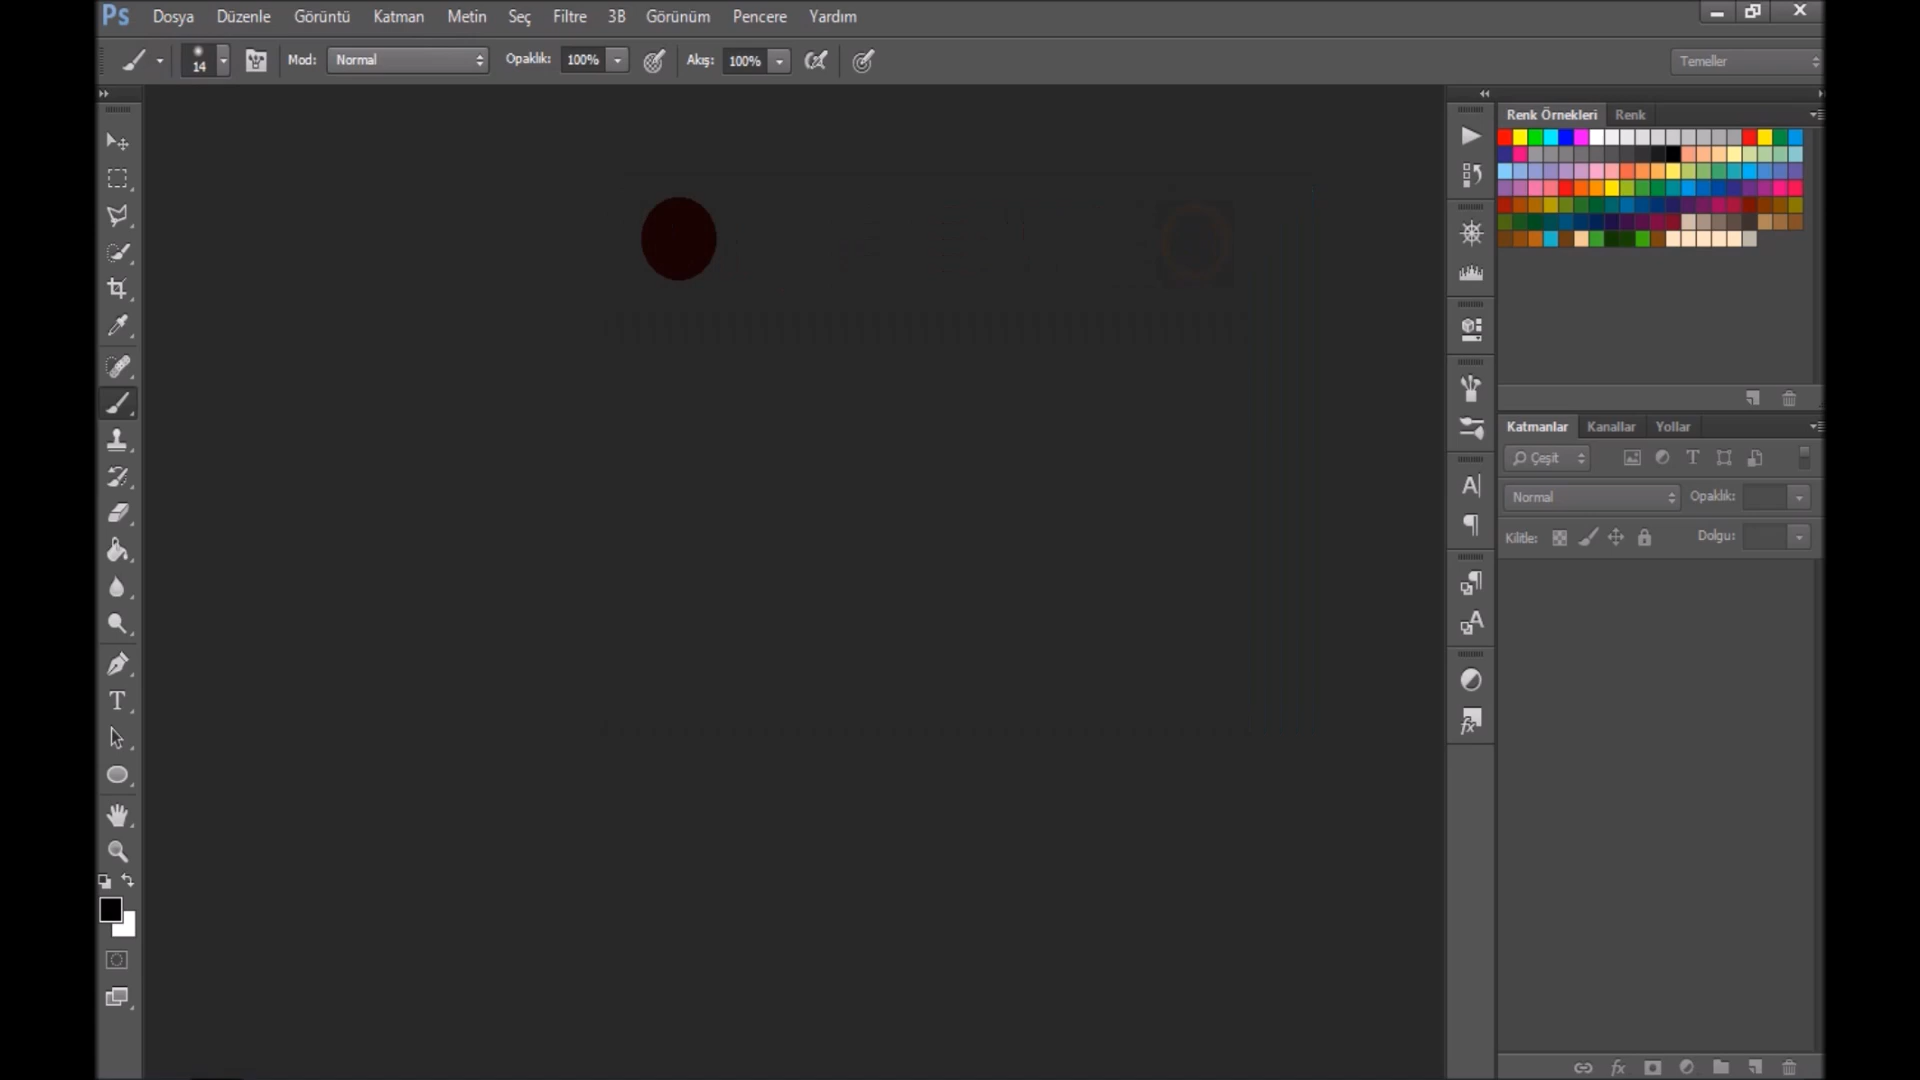 Ps Dosya Düzenle Görüntü Katman Metin Seç Filtre 3B Görünüm Pencere Yardım
14 Mod: Normal Opaklık: 100% Akış: 100% Temeller
Renk Örnekleri Renk
Katmanlar Kanallar Yollar
Çeşit
Normal Opaklık:
Kilitle: Dolgu: